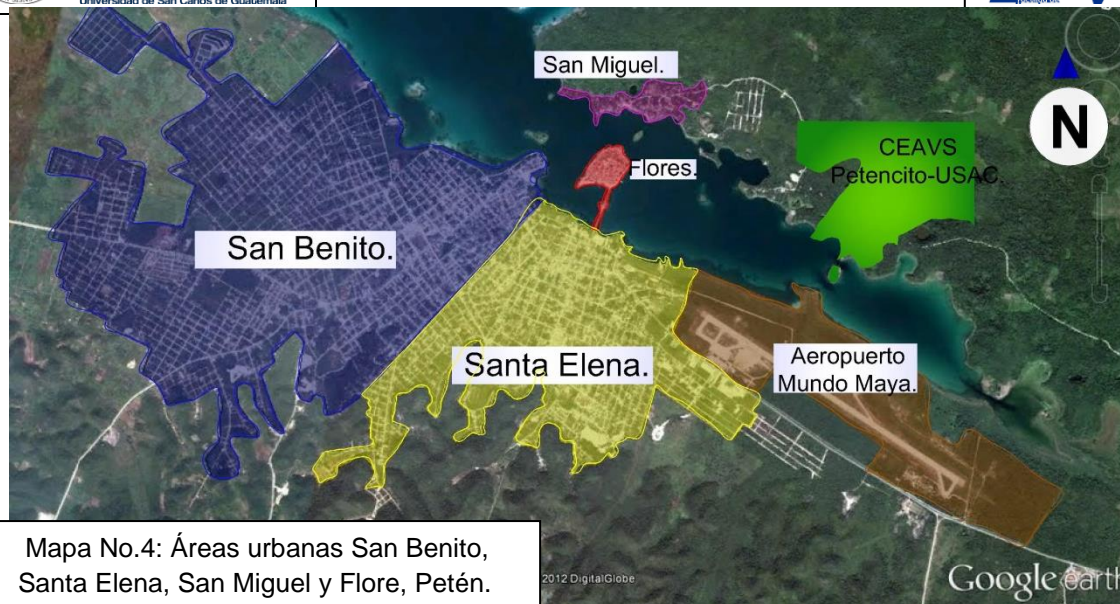 Universidad de San Carlos de Guatemala
San Miguel.
CEAVS
Petencito-USAC.
N
Flores.
San Benito.
Santa Elena.
Aeropuerto
Mundo Maya.
Mapa No.4: Áreas urbanas San Benito,
Santa Elena, San Miguel y Flore, Petén.
2012 DigitalGlobe
Google earth